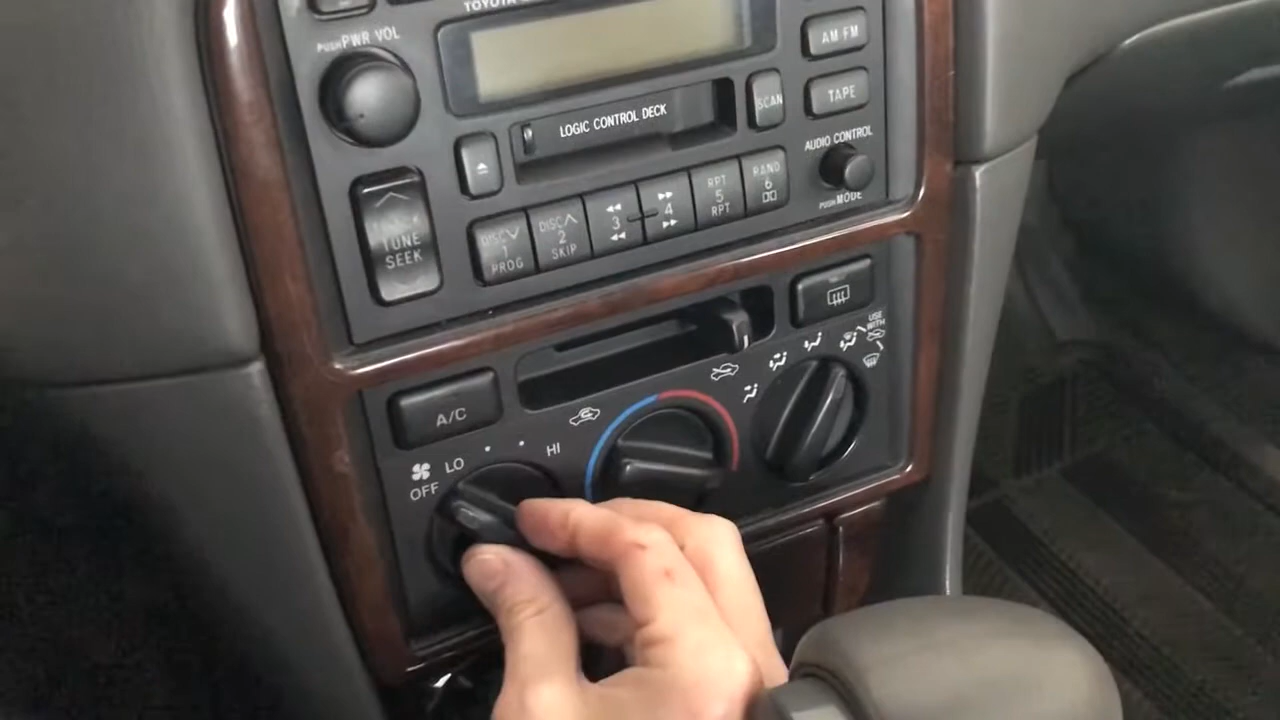 TOYOTA
PUSH PWR VOL
AM FM
SCAN
TAPE
LOGIC CONTROL DECK
AUDIO CONTROL
PUSH MODE
TUNE
SEEK
DISC
1
PROG
DISC
2
SKIP
3
4
RPT
5
RPT
RAND
6
USE
WITH
A/C
OFF
LO
HI